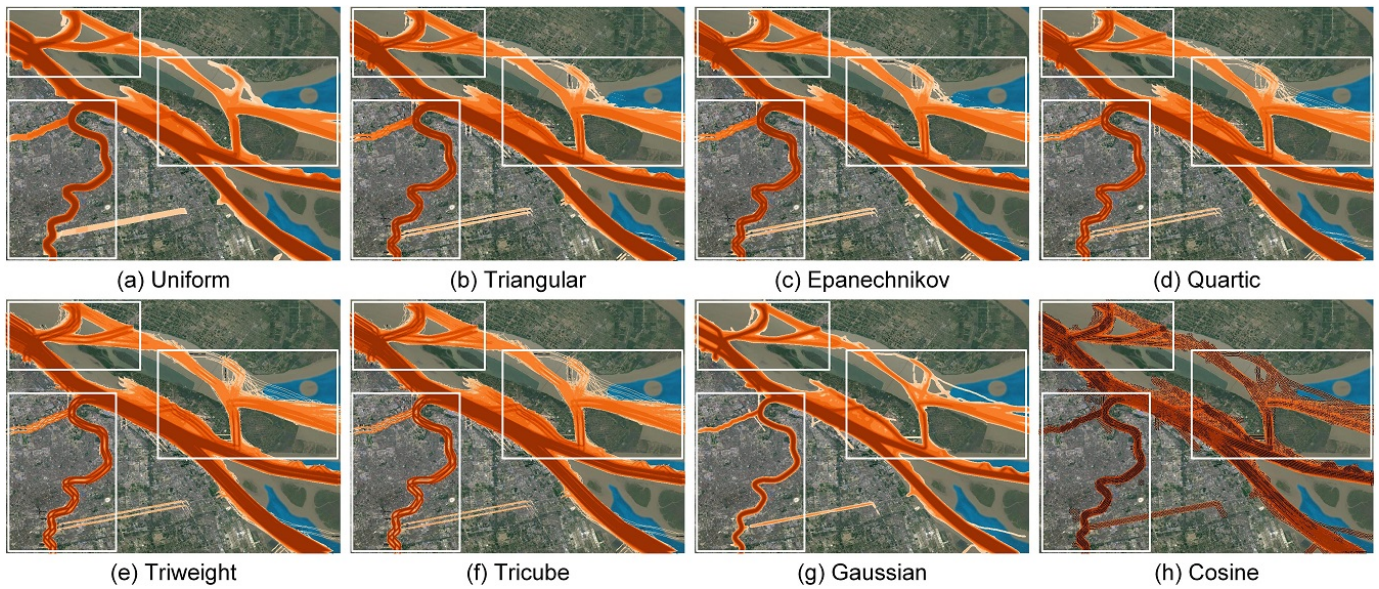 (a) Uniform
(b) Triangular
(c) Epanechnikov
(d) Quartic
(e) Triweight
(f) Tricube
(g) Gaussian
(h) Cosine